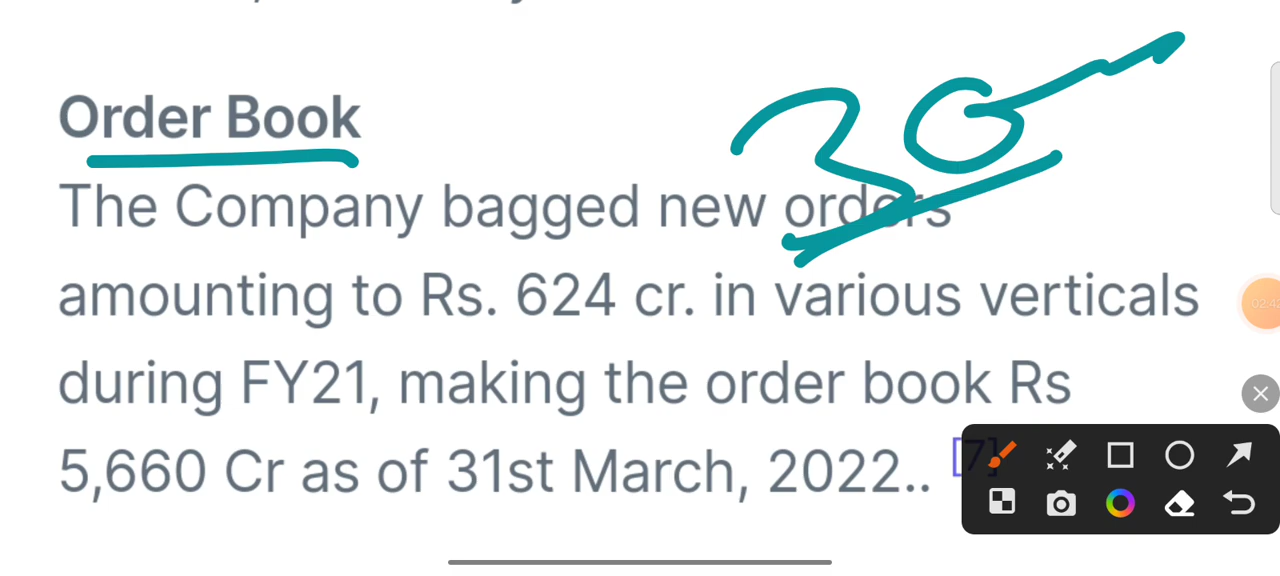 Order Book
30
The Company bagged new orders
amounting to Rs. 624 cr. in various verticals
during FY21, making the order book Rs
5,660 Cr as of 31st March, 2022.. [7]